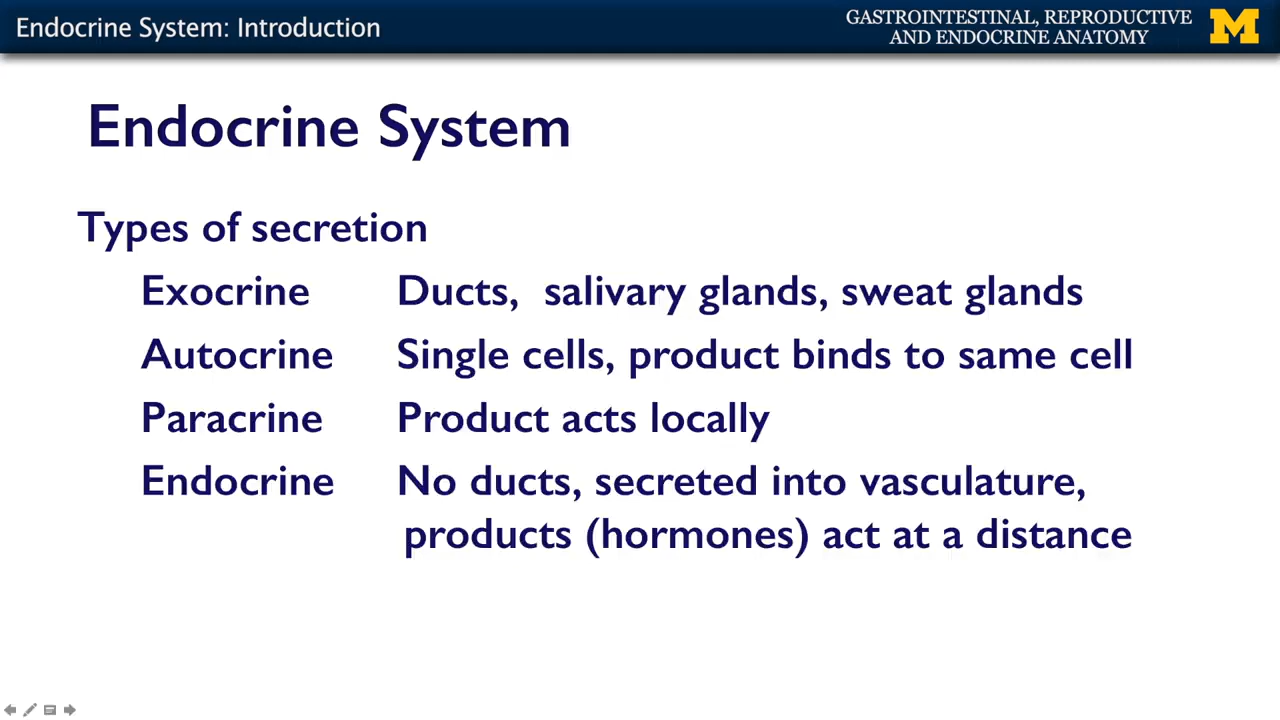 Endocrine System: Introduction
GASTROINTESTINAL, REPRODUCTIVE
AND ENDOCRINE ANATOMY
M
Endocrine System
Types of secretion
Exocrine Ducts, salivary glands, sweat glands
Autocrine Single cells, product binds to same cell
Paracrine Product acts locally
Endocrine No ducts, secreted into vasculature,
products (hormones) act at a distance